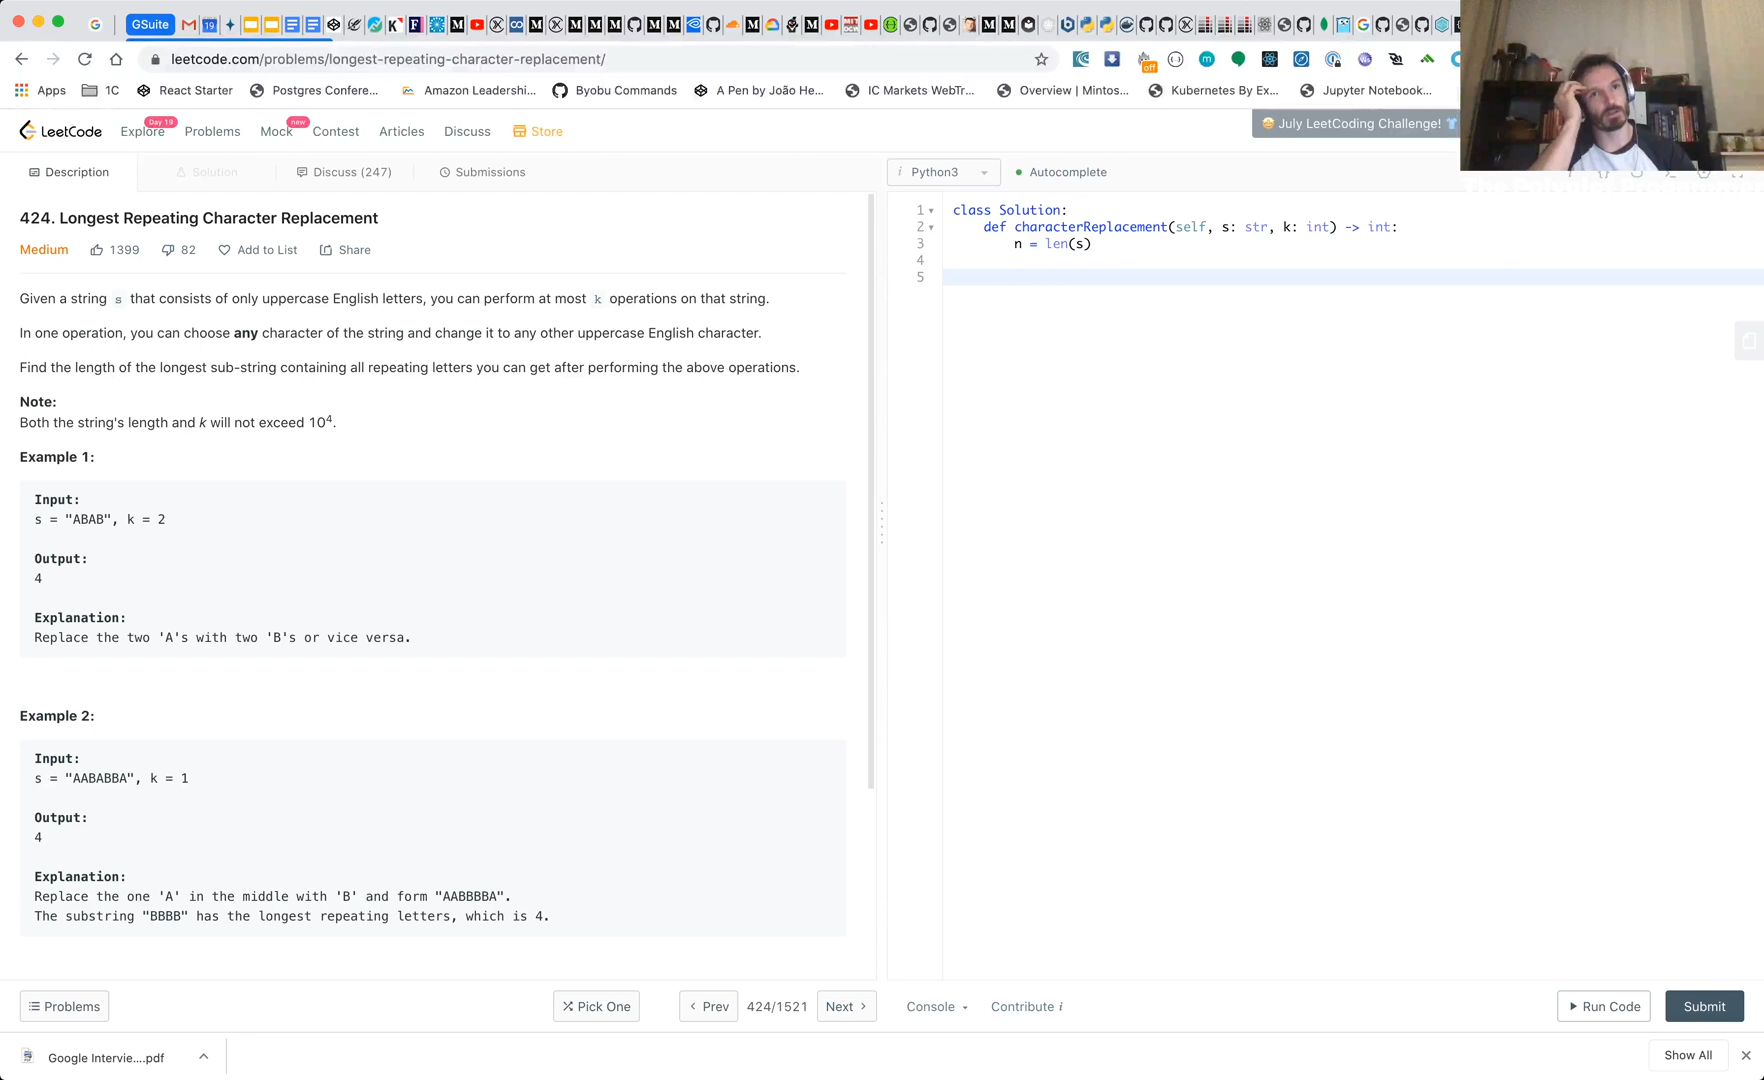 GSuite
leetcode.com/problems/longest-repeating-character-replacement/
off
Apps 1C React Starter Postgres Confere... Amazon Leadershi... Byobu Commands A Pen by João He... IC Markets WebTr... Overview | Mintos... Kubernetes By Ex... Jupyter Notebook...
LeetCode Explore Day 19 Problems Mock new Contest Articles Discuss Store July LeetCoding Challenge!
Description Solution Discuss (247) Submissions
i Python3 Autocomplete
424. Longest Repeating Character Replacement
Medium 1399 82 Add to List Share
Given a string s that consists of only uppercase English letters, you can perform at most k operations on that string.
In one operation, you can choose any character of the string and change it to any other uppercase English character.
Find the length of the longest sub-string containing all repeating letters you can get after performing the above operations.
Note:
Both the string's length and k will not exceed 10⁴.
Example 1:
Input:
s = "ABAB", k = 2
Output:
4
Explanation:
Replace the two 'A's with two 'B's or vice versa.
Example 2:
Input:
s = "AABABBA", k = 1
Output:
4
Explanation:
Replace the one 'A' in the middle with 'B' and form "AABBBBA".
The substring "BBBB" has the longest repeating letters, which is 4.
1 class Solution:
2 def characterReplacement(self, s: str, k: int) -> int:
3 n = len(s)
4
5
Problems Pick One Prev 424/1521 Next Console Contribute i Run Code Submit
Google Intervie....pdf Show All